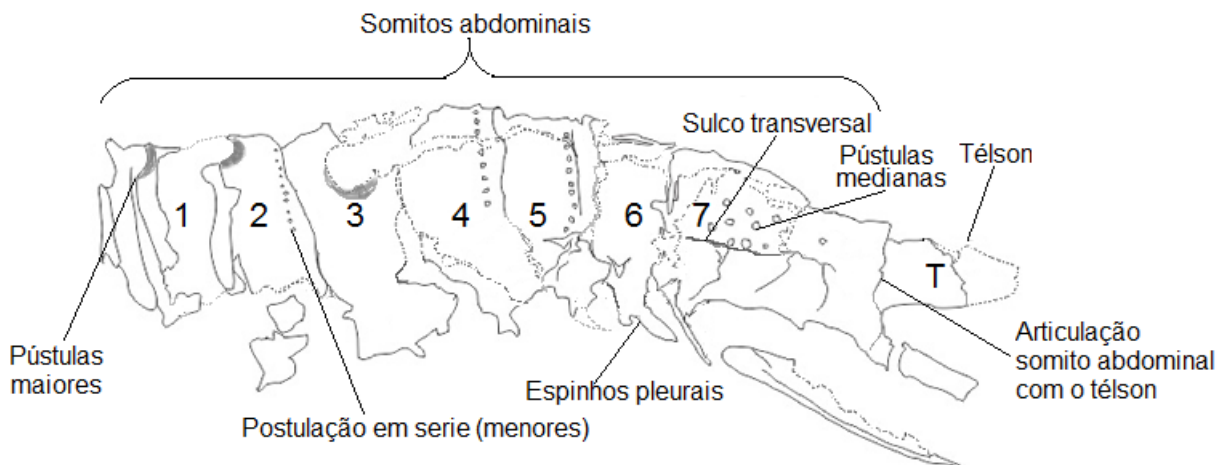 Somitos abdominais
Sulco transversal
Pústulas
medianas
Télson
1
2
3
4
5
6
7
T
Pústulas
maiores
Postulação em serie (menores)
Espinhos pleurais
Articulação
somito abdominal
com o télson